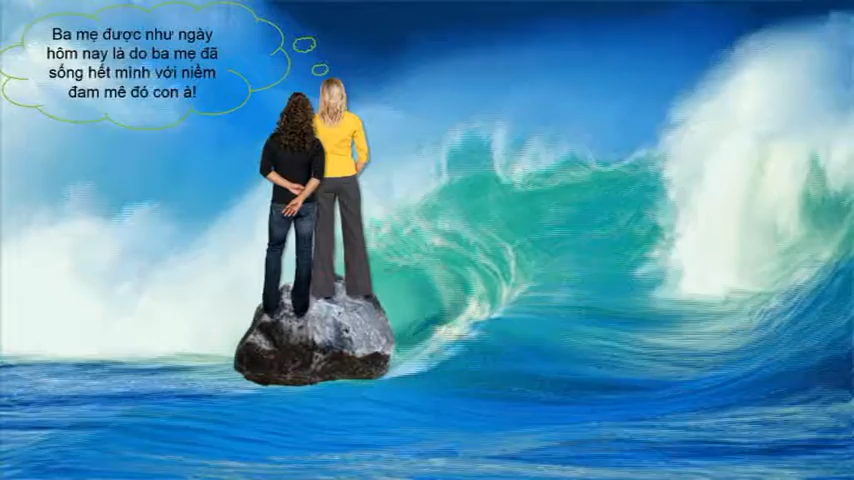 Ba mẹ được như ngày
hôm nay là do ba mẹ đã
sống hết mình với niềm
đam mê đó con à!